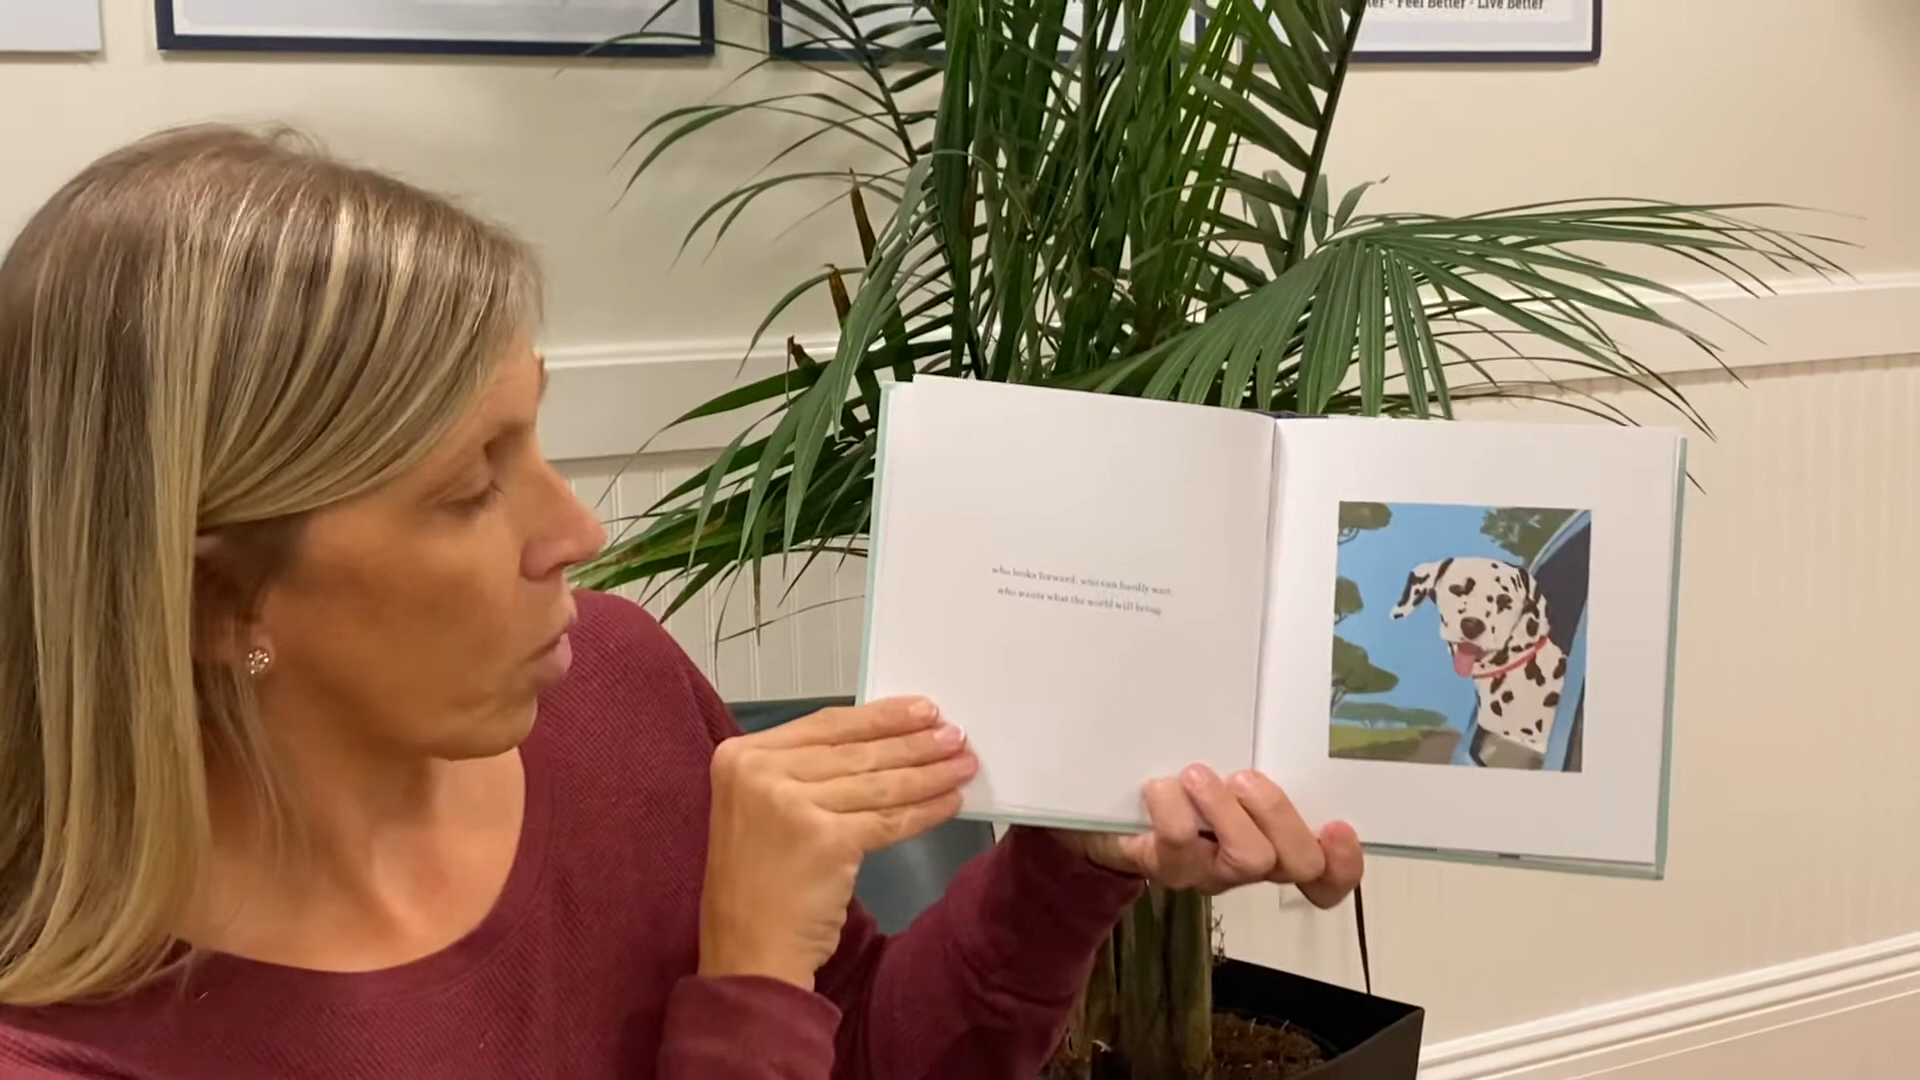 Feel Better - Live Better
who looks forward, who can hardly wait,
who wants what the world will bring